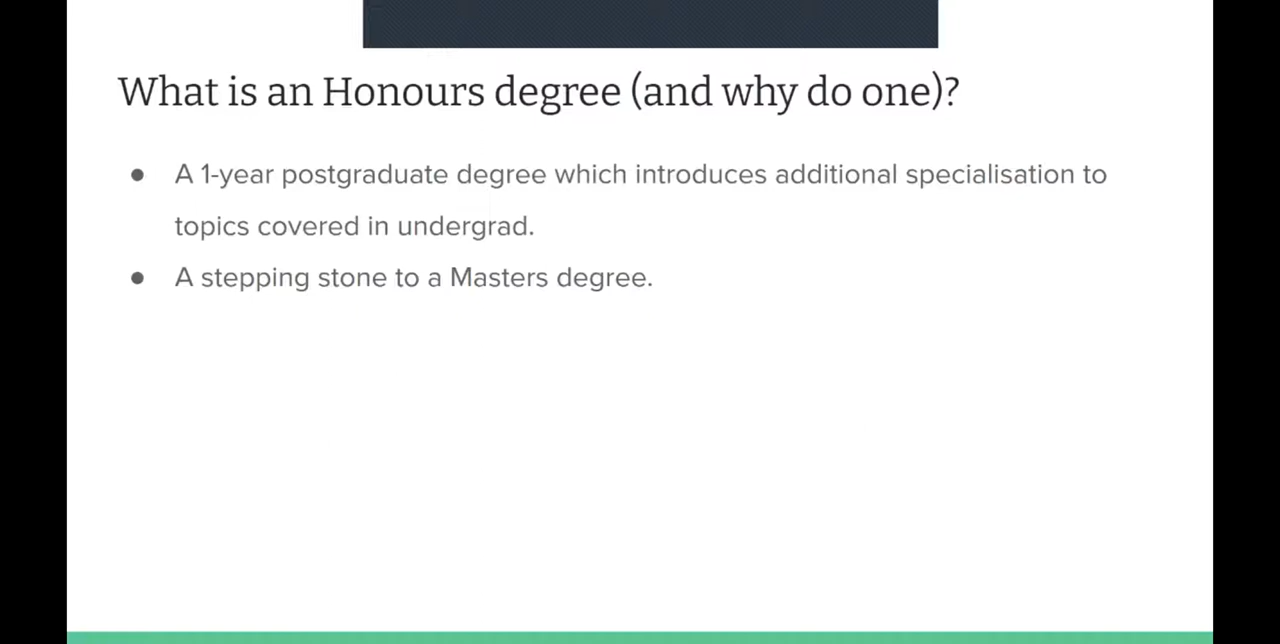 What is an Honours degree (and why do one)?
● A 1-year postgraduate degree which introduces additional specialisation to
topics covered in undergrad.
● A stepping stone to a Masters degree.